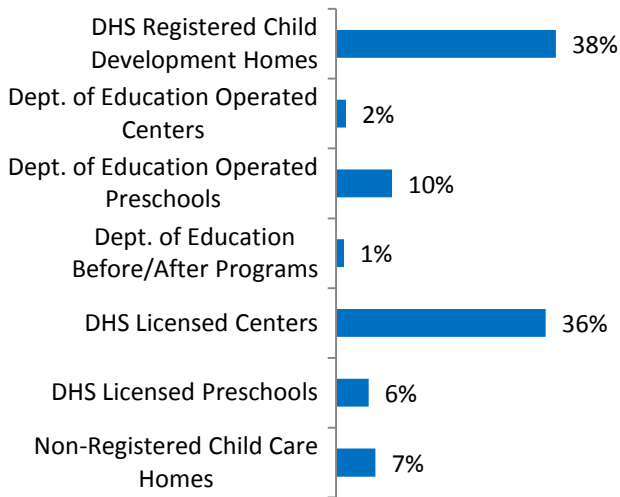 DHS Registered Child
Development Homes
38%
Dept. of Education Operated
Centers
2%
Dept. of Education Operated
Preschools
10%
Dept. of Education
Before/After Programs
1%
DHS Licensed Centers
36%
DHS Licensed Preschools
6%
Non-Registered Child Care
Homes
7%